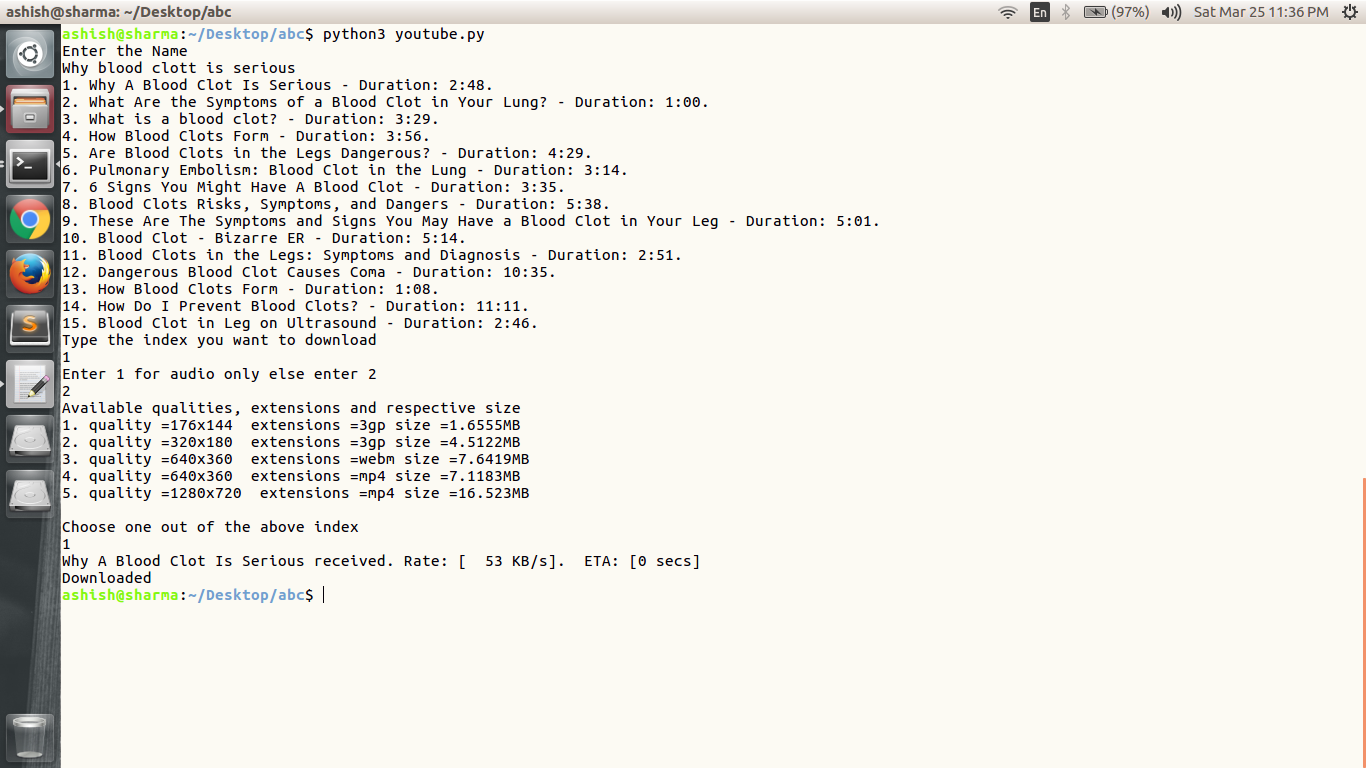 ashish@sharma: ~/Desktop/abc
En (97%) Sat Mar 25 11:36 PM
ashish@sharma:~/Desktop/abc$ python3 youtube.py
Enter the Name
Why blood clott is serious
1. Why A Blood Clot Is Serious - Duration: 2:48.
2. What Are the Symptoms of a Blood Clot in Your Lung? - Duration: 1:00.
3. What is a blood clot? - Duration: 3:29.
4. How Blood Clots Form - Duration: 3:56.
5. Are Blood Clots in the Legs Dangerous? - Duration: 4:29.
6. Pulmonary Embolism: Blood Clot in the Lung - Duration: 3:14.
7. 6 Signs You Might Have A Blood Clot - Duration: 3:35.
8. Blood Clots Risks, Symptoms, and Dangers - Duration: 5:38.
9. These Are The Symptoms and Signs You May Have a Blood Clot in Your Leg - Duration: 5:01.
10. Blood Clot - Bizarre ER - Duration: 5:14.
11. Blood Clots in the Legs: Symptoms and Diagnosis - Duration: 2:51.
12. Dangerous Blood Clot Causes Coma - Duration: 10:35.
13. How Blood Clots Form - Duration: 1:08.
14. How Do I Prevent Blood Clots? - Duration: 11:11.
15. Blood Clot in Leg on Ultrasound - Duration: 2:46.
Type the index you want to download
1
Enter 1 for audio only else enter 2
2
Available qualities, extensions and respective size
1. quality =176x144  extensions =3gp size =1.6555MB
2. quality =320x180  extensions =3gp size =4.5122MB
3. quality =640x360  extensions =webm size =7.6419MB
4. quality =640x360  extensions =mp4 size =7.1183MB
5. quality =1280x720  extensions =mp4 size =16.523MB
Choose one out of the above index
1
Why A Blood Clot Is Serious received. Rate: [  53 KB/s].  ETA: [0 secs]
Downloaded
ashish@sharma:~/Desktop/abc$